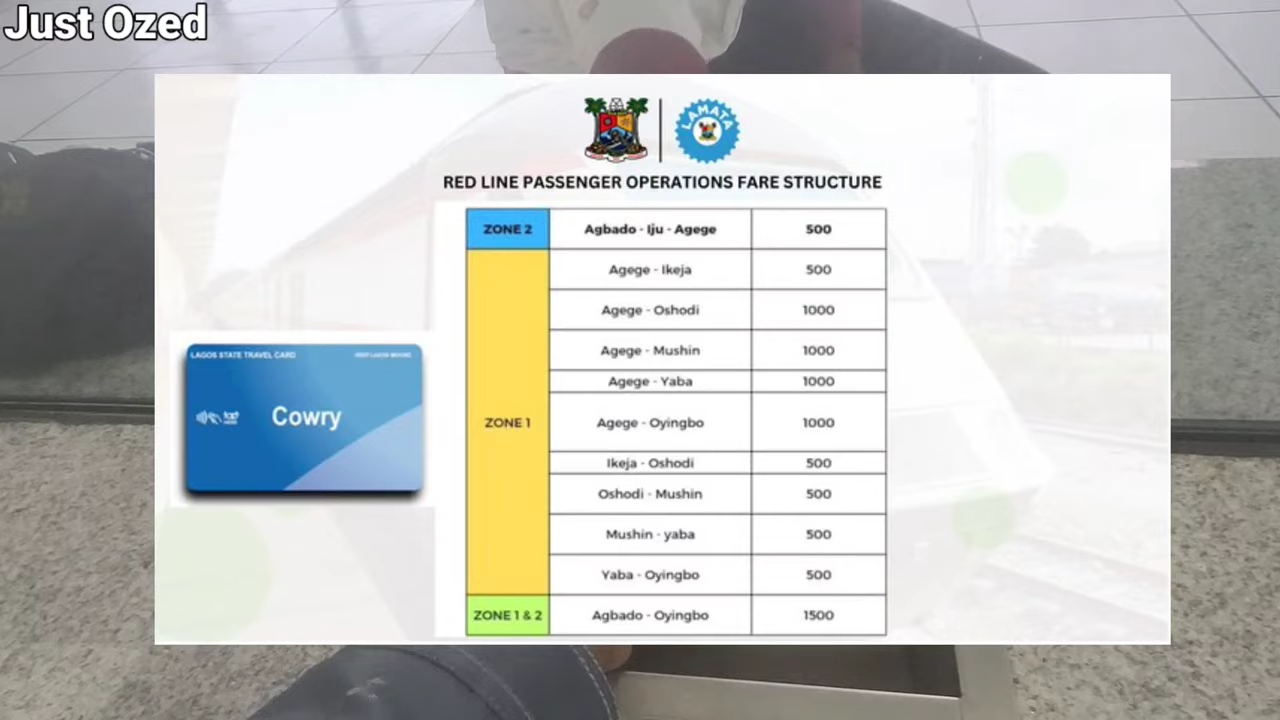 Just Ozed
LAMATA
RED LINE PASSENGER OPERATIONS FARE STRUCTURE
ZONE 2 Agbado - Iju - Agege 500
Agege - Ikeja 500
Agege - Oshodi 1000
Agege - Mushin 1000
Agege - Yaba 1000
ZONE 1 Agege - Oyingbo 1000
Ikeja - Oshodi 500
Oshodi - Mushin 500
Mushin - yaba 500
Yaba - Oyingbo 500
ZONE 1 & 2 Agbado - Oyingbo 1500
LAGOS STATE TRAVEL CARD
Cowry